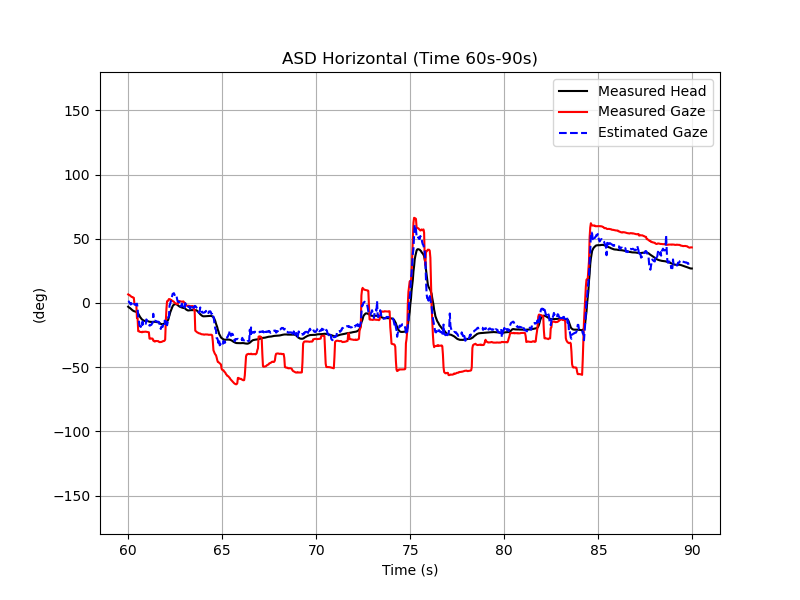 ASD Horizontal (Time 60s-90s)
Measured Head
Measured Gaze
Estimated Gaze
150
100
50
0
−50
−100
−150
(deg)
60 65 70 75 80 85 90
Time (s)